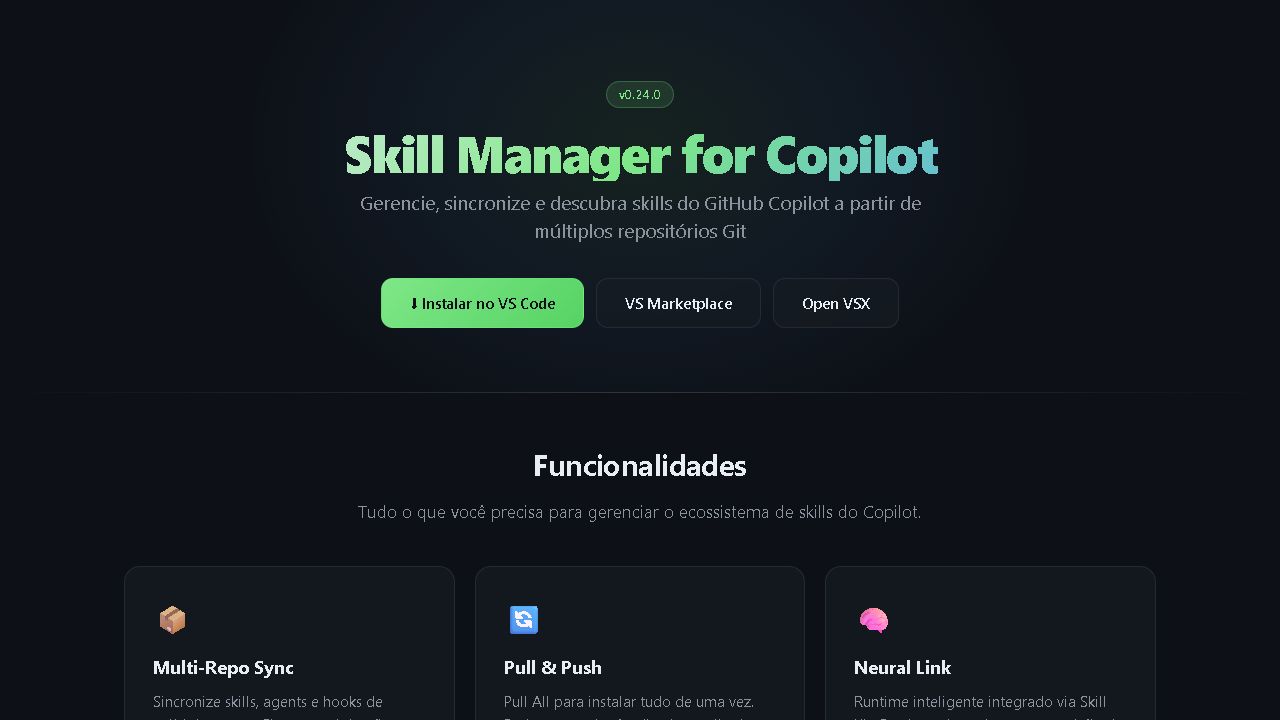 v0.24.0
Skill Manager for Copilot
Gerencie, sincronize e descubra skills do GitHub Copilot a partir de
múltiplos repositórios Git
⬇ Instalar no VS Code
VS Marketplace
Open VSX
Funcionalidades
Tudo o que você precisa para gerenciar o ecossistema de skills do Copilot.
Multi-Repo Sync
Sincronize skills, agents e hooks de
Pull & Push
Pull All para instalar tudo de uma vez.
Neural Link
Runtime inteligente integrado via Skill